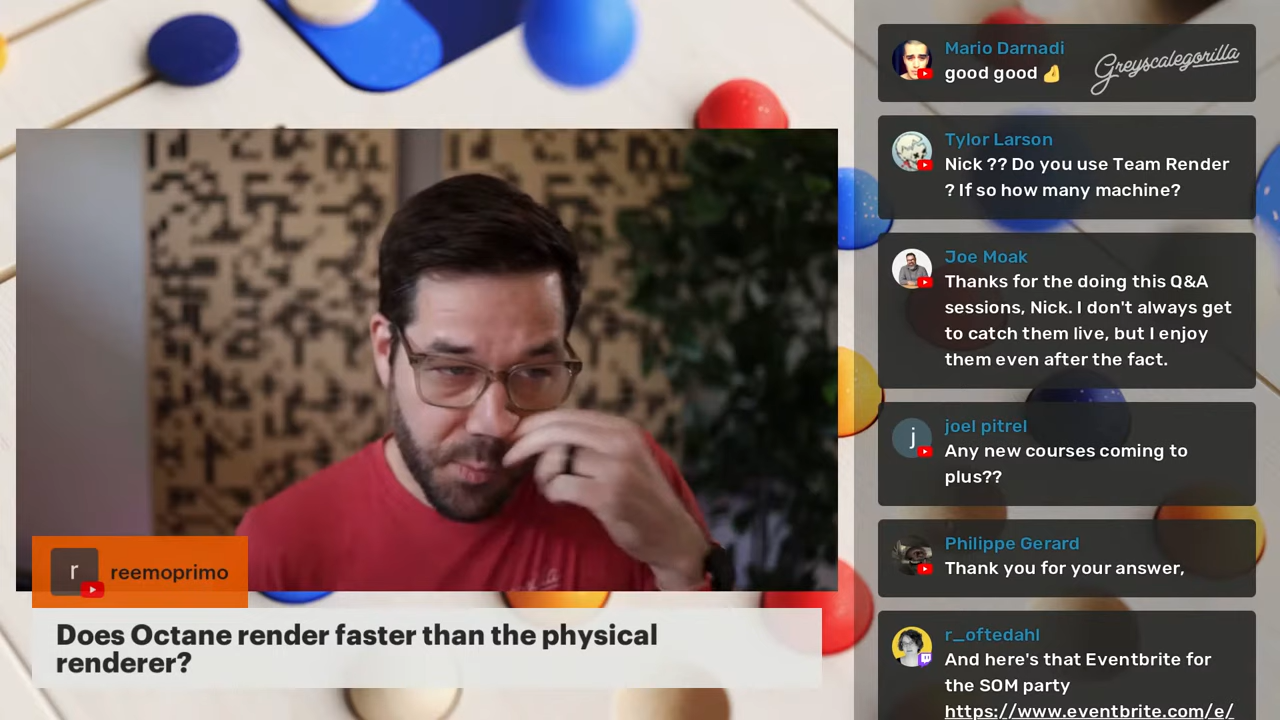 Mario Darnadi
good good
Greyscalegorilla
Tylor Larson
Nick ?? Do you use Team Render
? If so how many machine?
Joe Moak
Thanks for the doing this Q&A
sessions, Nick. I don't always get
to catch them live, but I enjoy
them even after the fact.
j
joel pitrel
Any new courses coming to
plus??
Philippe Gerard
Thank you for your answer,
r_oftedahl
And here's that Eventbrite for
the SOM party
https://www.eventbrite.com/e/
r
reemoprimo
Does Octane render faster than the physical
renderer?